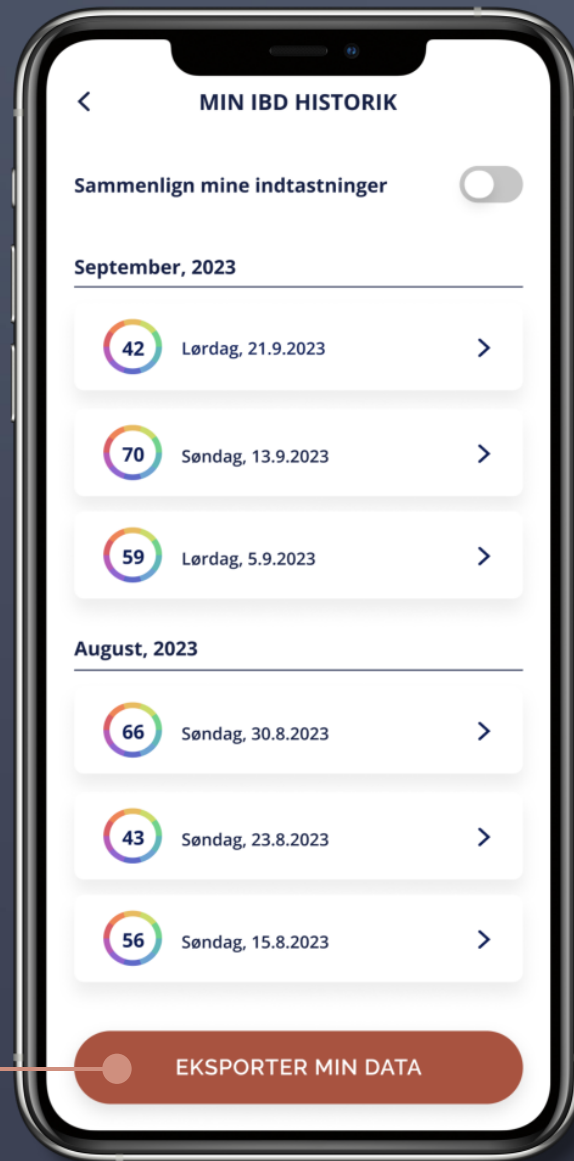 MIN IBD HISTORIK
Sammenlign mine indtastninger
September, 2023
42 Lørdag, 21.9.2023
70 Søndag, 13.9.2023
59 Lørdag, 5.9.2023
August, 2023
66 Søndag, 30.8.2023
43 Søndag, 23.8.2023
56 Søndag, 15.8.2023
EKSPORTER MIN DATA